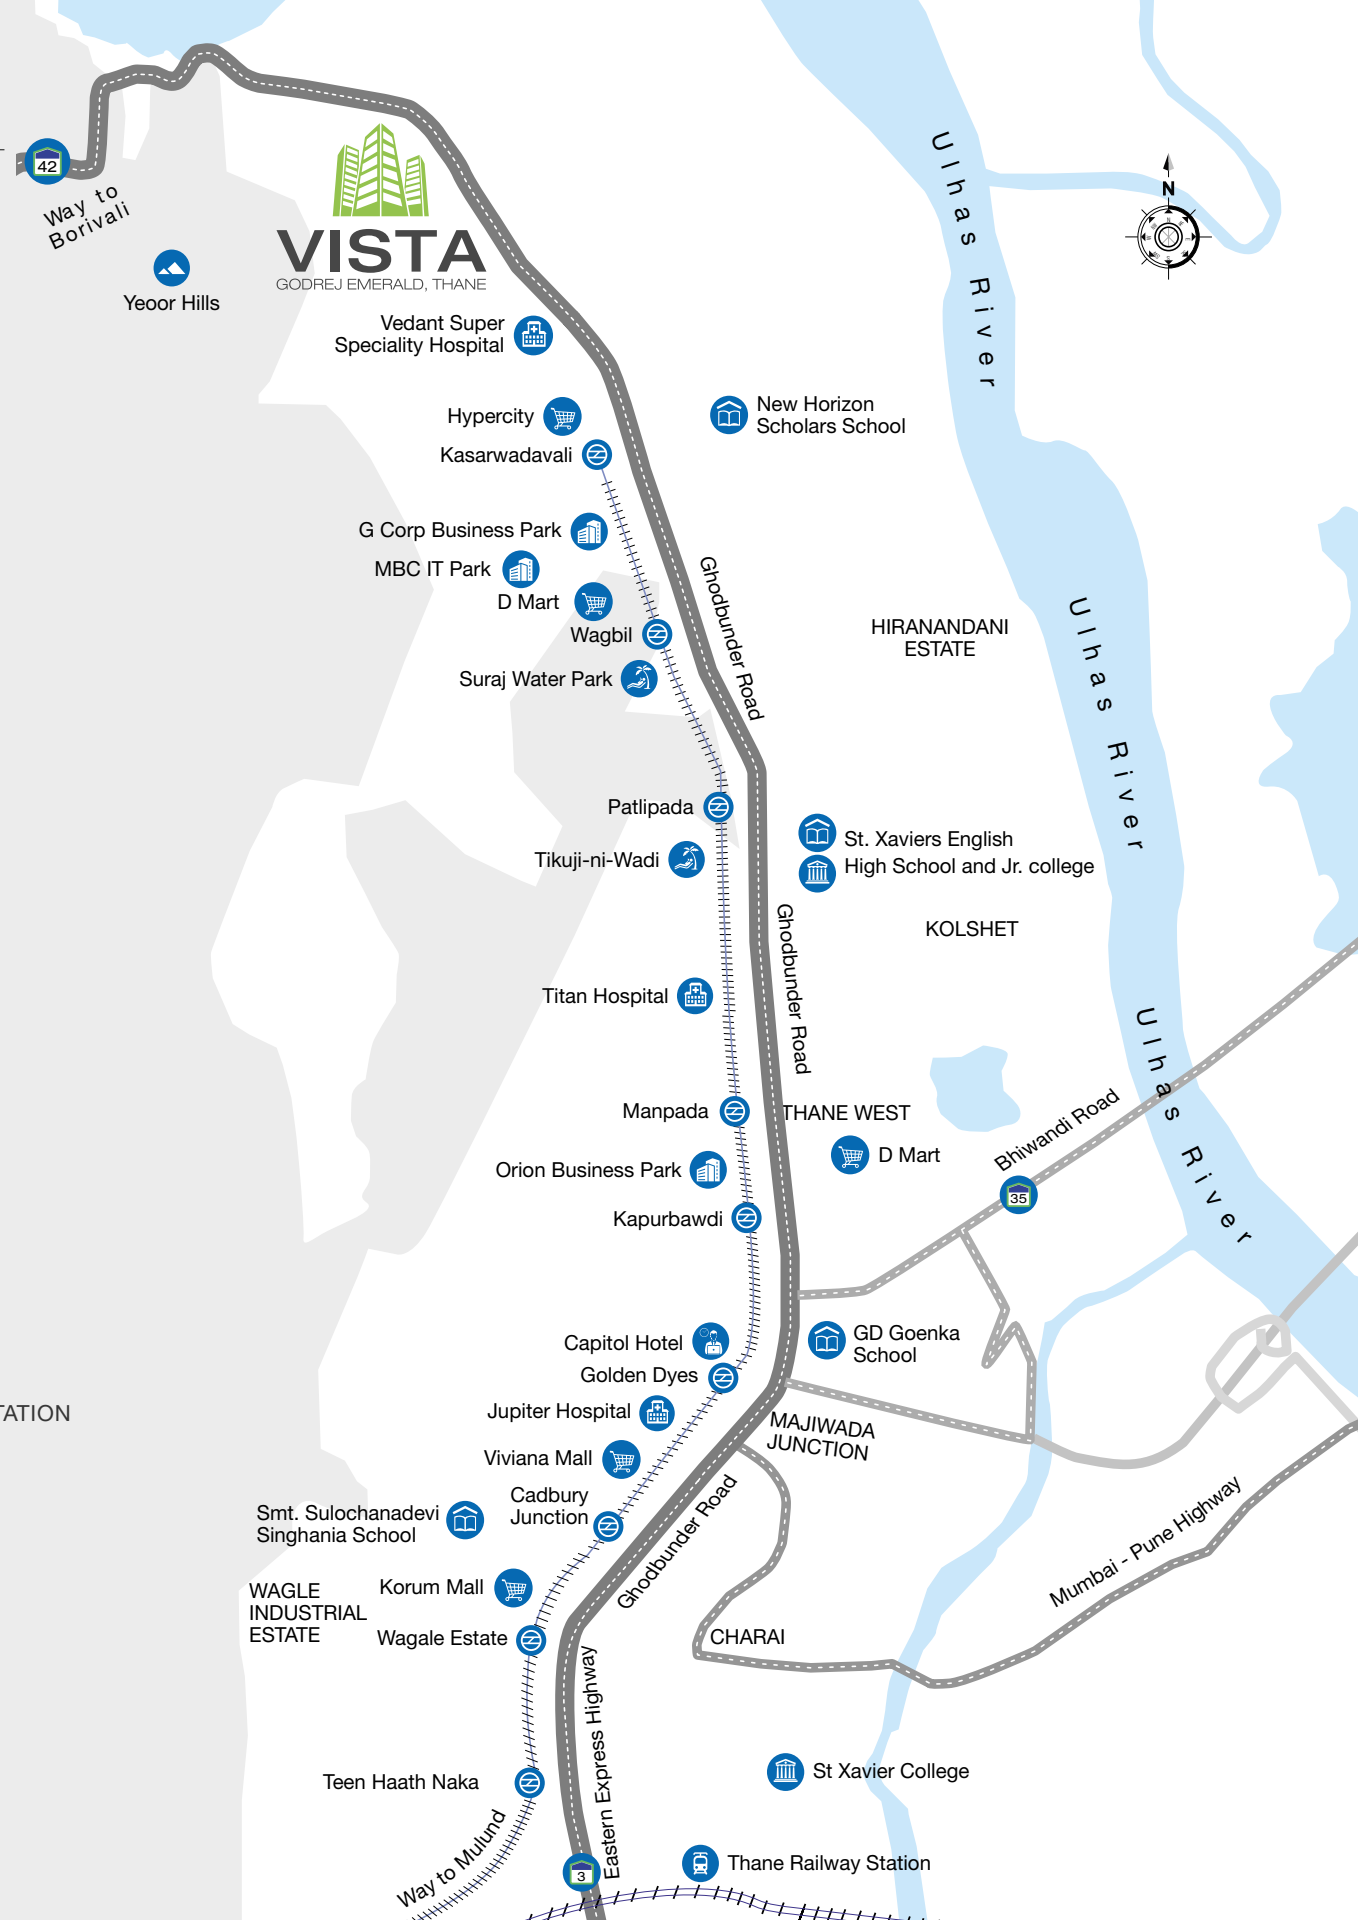 42
Way to
Borivali
Yeoor Hills
VISTA
GODREJ EMERALD, THANE
N
Ulhas River
Vedant Super
Speciality Hospital
Hypercity
Kasarwadavali
New Horizon
Scholars School
G Corp Business Park
MBC IT Park
D Mart
Wagbil
Suraj Water Park
Ghodbunder Road
HIRANANDANI
ESTATE
Ulhas River
Patlipada
Tikuji-ni-Wadi
St. Xaviers English
High School and Jr. college
KOLSHET
Ghodbunder Road
Titan Hospital
Manpada
THANE WEST
D Mart
Bhiwandi Road
35
Ulhas River
Orion Business Park
Kapurbawdi
Capitol Hotel
Golden Dyes
GD Goenka
School
Jupiter Hospital
TATION
MAJIWADA
JUNCTION
Viviana Mall
Cadbury
Junction
Smt. Sulochanadevi
Singhania School
Ghodbunder Road
Mumbai - Pune Highway
WAGLE
INDUSTRIAL
ESTATE
Korum Mall
Wagale Estate
CHARAI
Eastern Express Highway
Teen Haath Naka
St Xavier College
Way to Mulund
3
Thane Railway Station